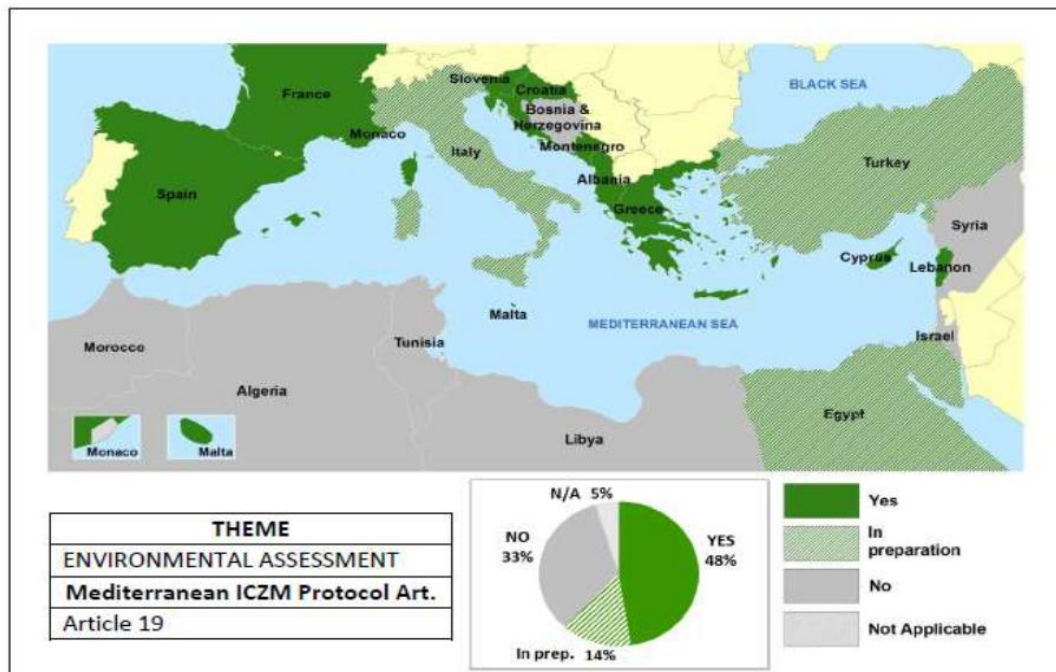 BLACK SEA
Slovenia
Croatia
France
Bosnia &
Herzegovina
Monaco
Italy
Montenegro
Turkey
Spain
Albania
Greece
Syria
Cyprus
Lebanon
Malta
MEDITERRANEAN SEA
Israel
Morocco
Tunisia
Algeria
Egypt
Libya
Monaco
Malta
THEME
ENVIRONMENTAL ASSESSMENT
Mediterranean ICZM Protocol Art.
Article 19
N/A 5%
NO
33%
YES
48%
In prep. 14%
Yes
In
preparation
No
Not Applicable